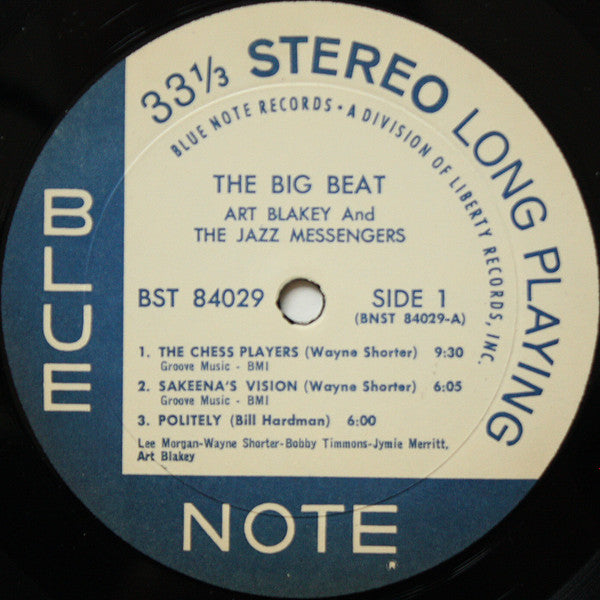 33⅓ STEREO LONG PLAYING
BLUE NOTE RECORDS • A DIVISION OF LIBERTY RECORDS, INC.
THE BIG BEAT
ART BLAKEY And
THE JAZZ MESSENGERS
BST 84029
SIDE 1
(BNST 84029-A)
1. THE CHESS PLAYERS (Wayne Shorter) 9:30
Groove Music - BMI
2. SAKEENA'S VISION (Wayne Shorter) 6:05
Groove Music - BMI
3. POLITELY (Bill Hardman) 6:00
Lee Morgan-Wayne Shorter-Bobby Timmons-Jymie Merritt,
Art Blakey
BLUE
NOTE®